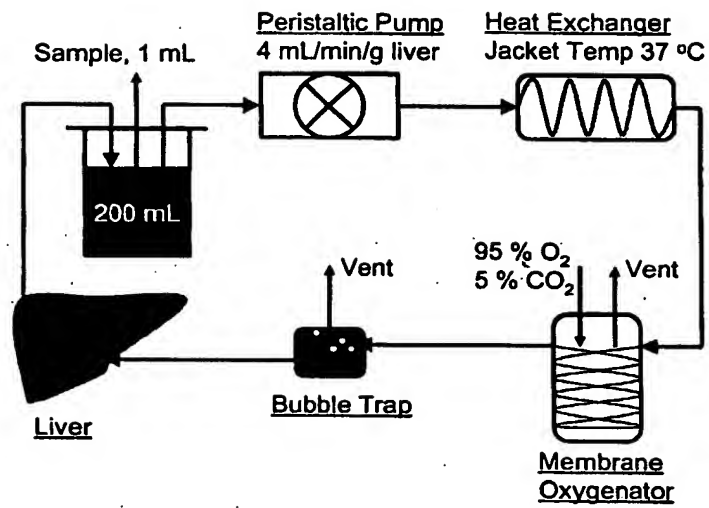 Sample, 1 mL
Peristaltic Pump
4 mL/min/g liver
Heat Exchanger
Jacket Temp 37 ºC
200 mL
95 % O₂
5 % CO₂
Vent
Vent
Liver
Bubble Trap
Membrane
Oxygenator